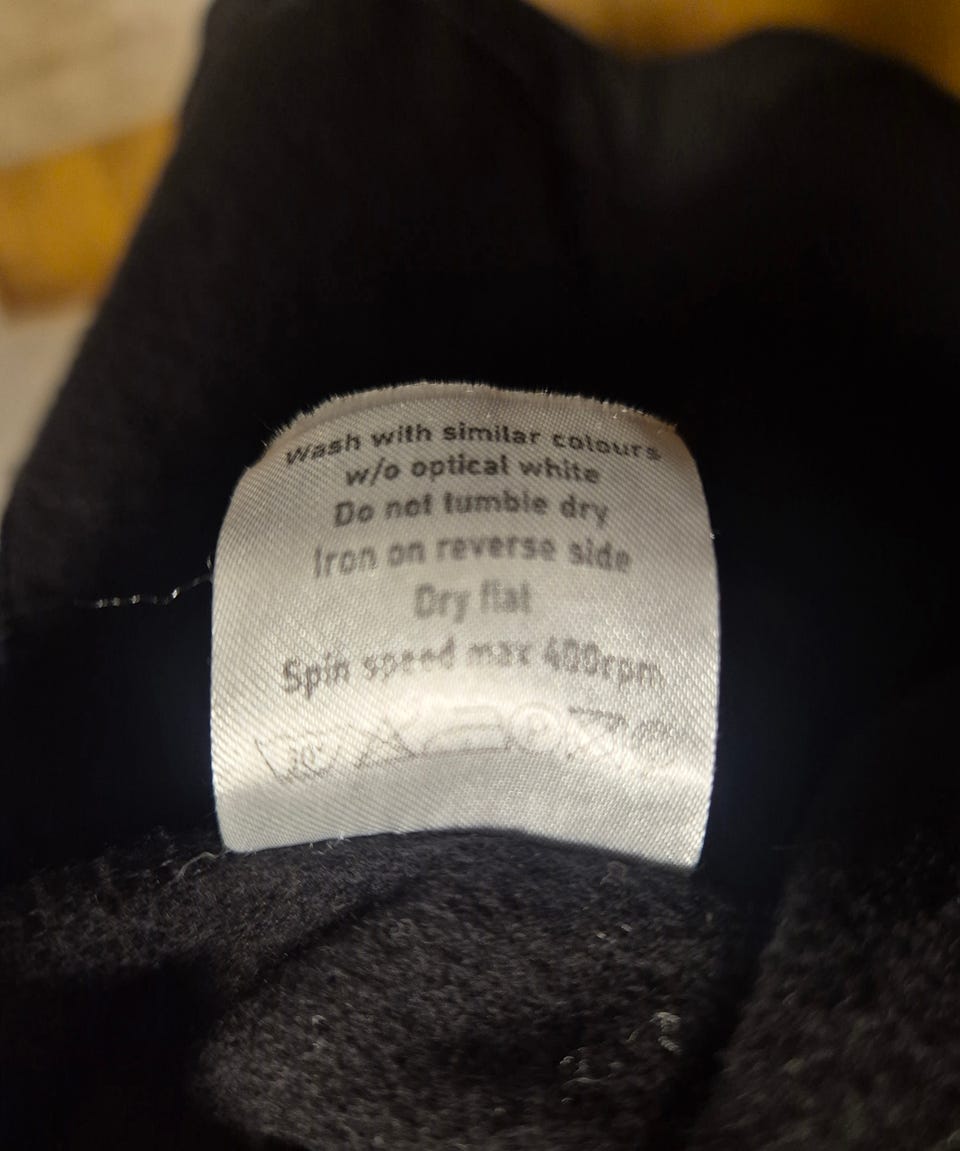 Wash with similar colours
w/o optical white
Do not tumble dry
Iron on reverse side
Dry flat
Spin speed max 400rpm